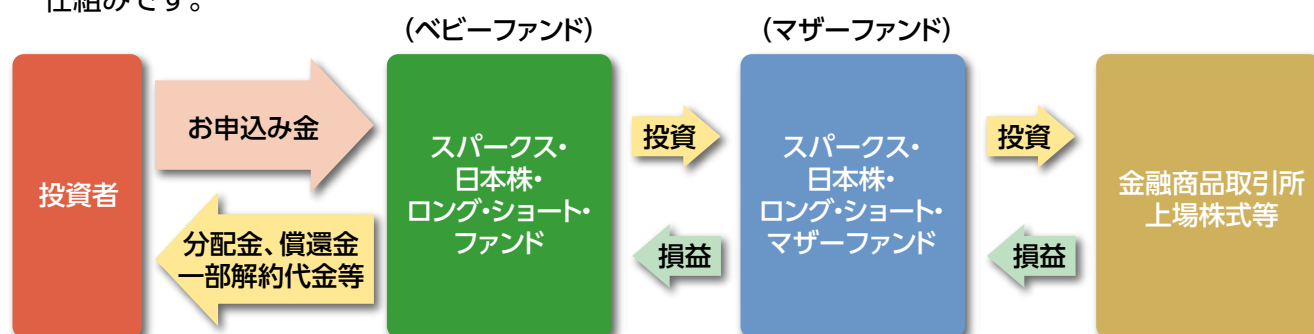 仕組みです。
(ベビーファンド)
(マザーファンド)
投資者
お申込み金
分配金、償還金
一部解約代金等
スパークス・
日本株・
ロング・ショート・
ファンド
投資
損益
スパークス・
日本株・
ロング・ショート・
マザーファンド
投資
損益
金融商品取引所
上場株式等